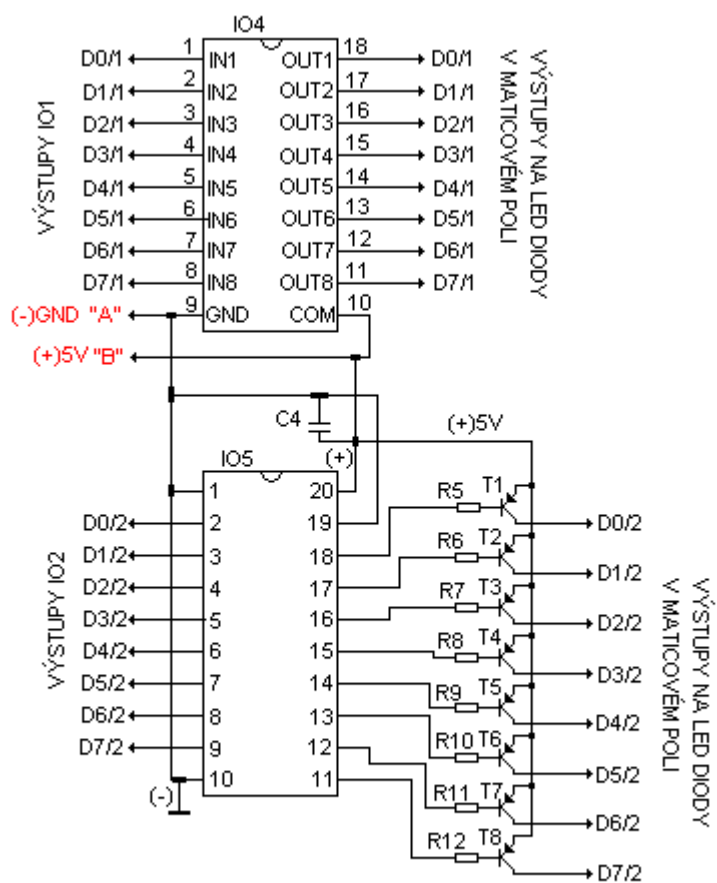 IO4
1 IN1 OUT1 18
D0/1 D0/1
2 IN2 OUT2 17
D1/1 D1/1
3 IN3 OUT3 16
D2/1 D2/1
4 IN4 OUT4 15
D3/1 D3/1
5 IN5 OUT5 14
D4/1 D4/1
6 IN6 OUT6 13
D5/1 D5/1
7 IN7 OUT7 12
D6/1 D6/1
8 IN8 OUT8 11
D7/1 D7/1
9 GND COM 10
VÝSTUPY IO1
VÝSTUPY NA LED DIODY
V MATICOVÉM POLI
(-)GND "A"
(+)5V "B"
C4
(+)5V
IO5
(+)
1 20
D0/2 2 19
D1/2 3 18
D2/2 4 17
D3/2 5 16
D4/2 6 15
D5/2 7 14
D6/2 8 13
D7/2 9 12
(-) 10 11
VÝSTUPY IO2
R5 T1
D0/2
R6 T2
D1/2
R7 T3
D2/2
R8 T4
D3/2
R9 T5
D4/2
R10 T6
D5/2
R11 T7
D6/2
R12 T8
D7/2
VÝSTUPY NA LED DIODY
V MATICOVÉM POLI